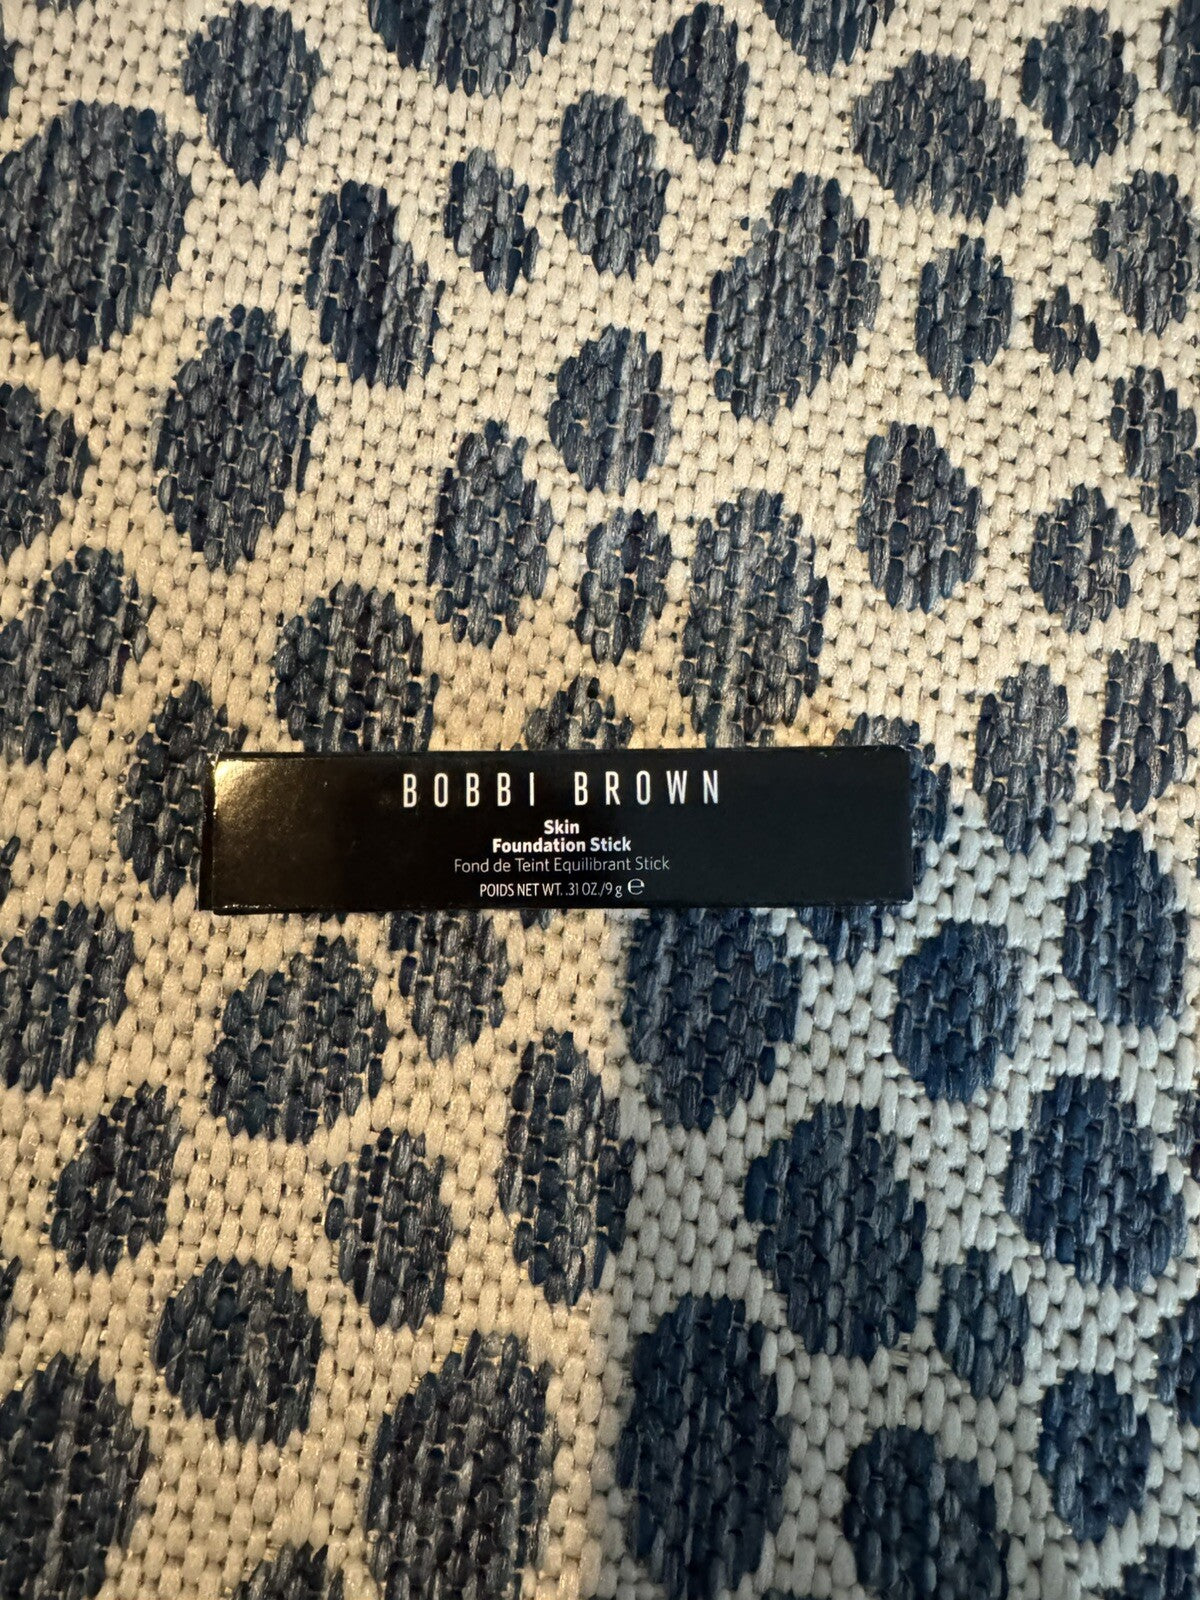 BOBBI BROWN
Skin
Foundation Stick
Fond de Teint Equilibrant Stick
POIDS NET WT. .31 OZ./9 g ℮